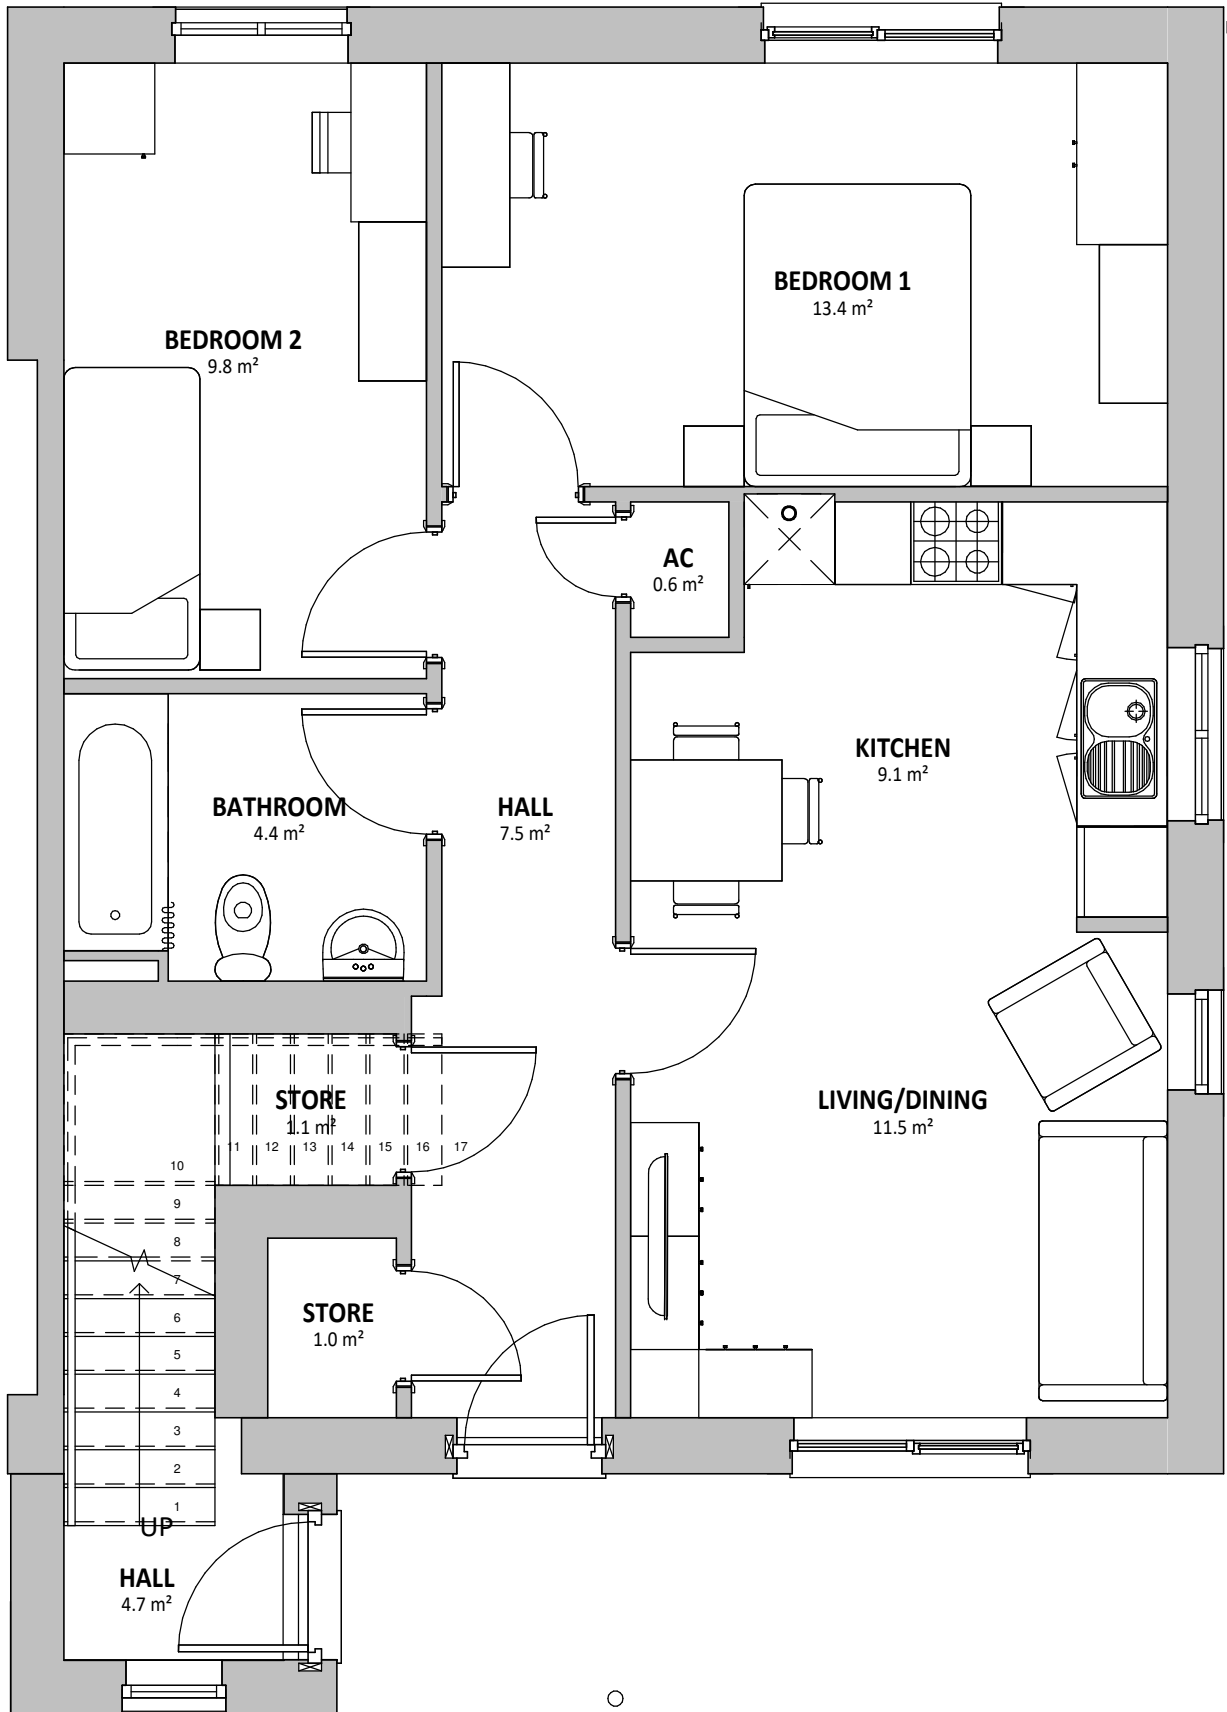 BEDROOM 1
13.4 m²
BEDROOM 2
9.8 m²
AC
0.6 m²
KITCHEN
9.1 m²
BATHROOM
4.4 m²
HALL
7.5 m²
STORE
1.1 m²
LIVING/DINING
11.5 m²
11 12 13 14 15 16 17
10
9
8
7
6
5
4
3
2
1
STORE
1.0 m²
UP
HALL
4.7 m²